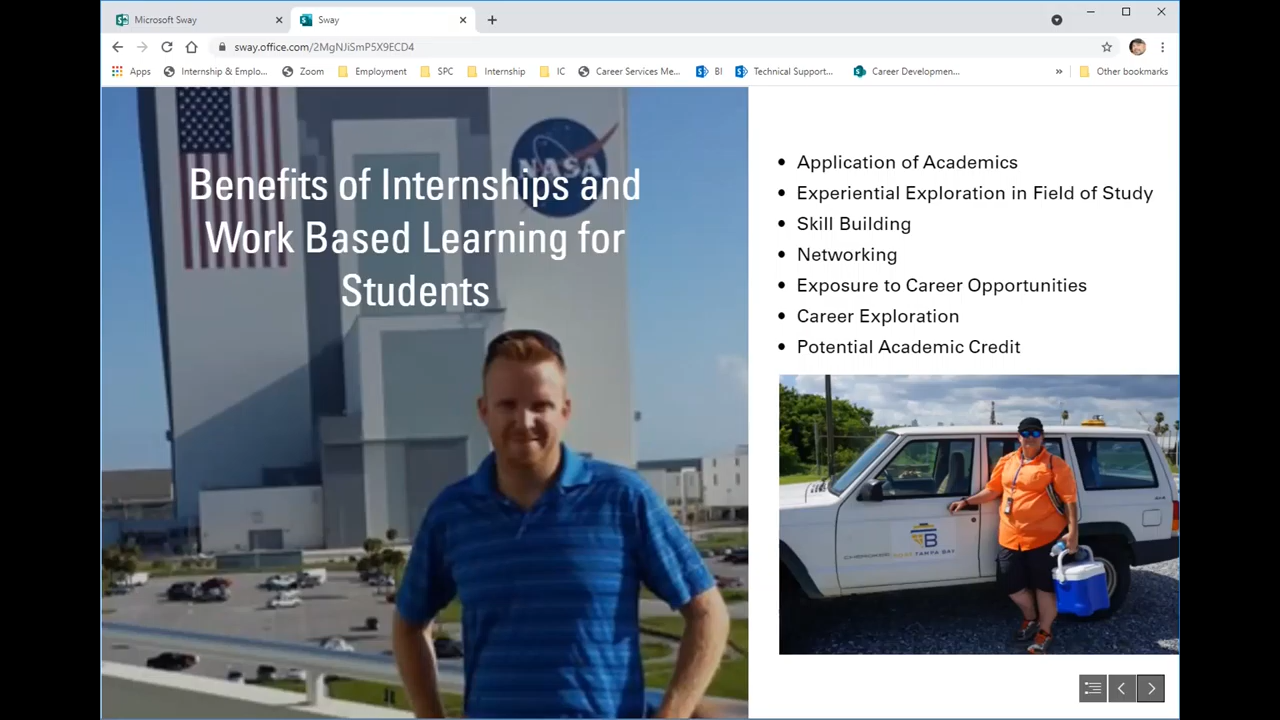 Microsoft Sway
Sway
sway.office.com/2MgNJiSmP5X9ECD4
Apps
Internship & Emplo...
Zoom
Employment
SPC
Internship
IC
Career Services Me...
BI
Technical Support...
Career Developmen...
»
Other bookmarks
NASA
Benefits of Internships and
Work Based Learning for
Students
• Application of Academics
• Experiential Exploration in Field of Study
• Skill Building
• Networking
• Exposure to Career Opportunities
• Career Exploration
• Potential Academic Credit
B
TAMPA BAY